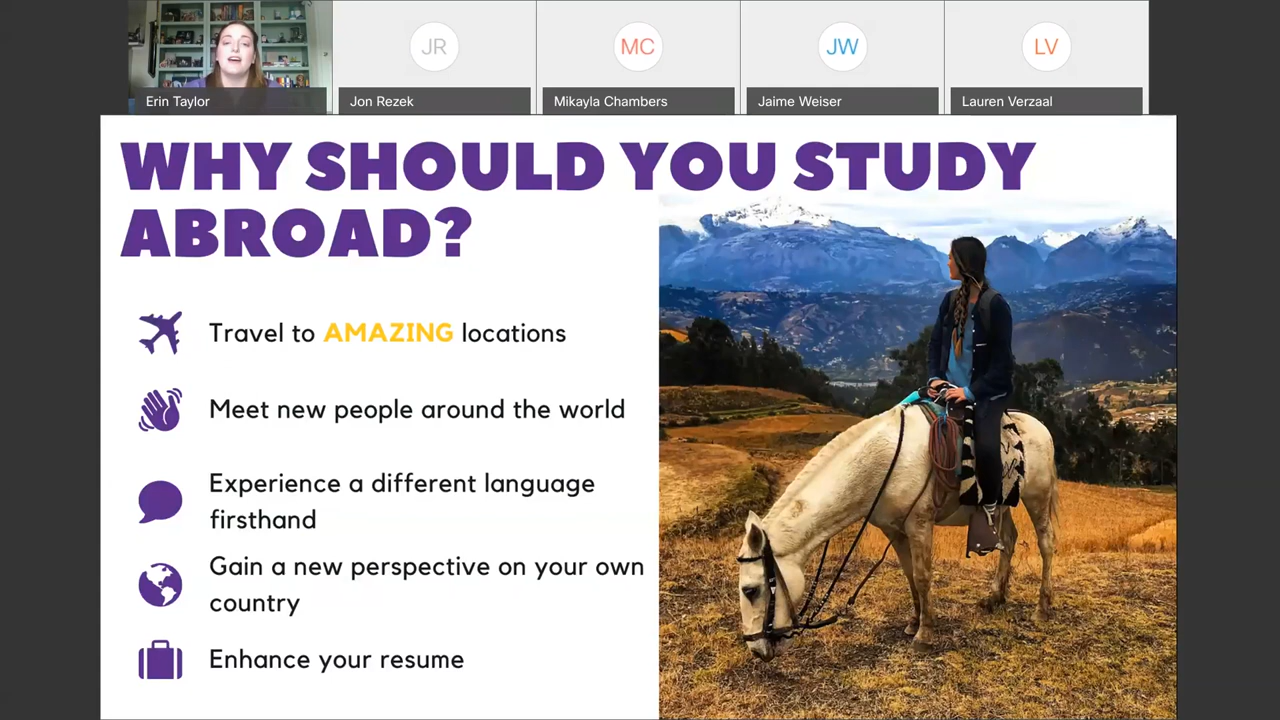 JR
MC
JW
LV
Erin Taylor
Jon Rezek
Mikayla Chambers
Jaime Weiser
Lauren Verzaal
WHY SHOULD YOU STUDY
ABROAD?
Travel to AMAZING locations
Meet new people around the world
Experience a different language
firsthand
Gain a new perspective on your own
country
Enhance your resume